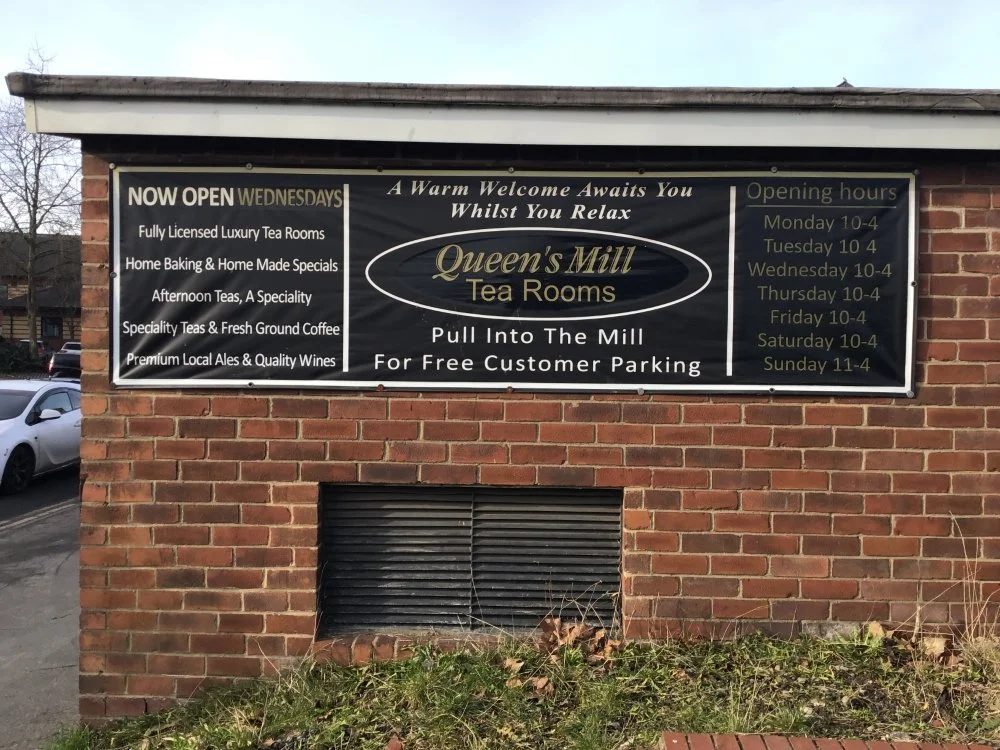 NOW OPEN WEDNESDAYS
Fully Licensed Luxury Tea Rooms
Home Baking & Home Made Specials
Afternoon Teas, A Speciality
Speciality Teas & Fresh Ground Coffee
Premium Local Ales & Quality Wines
A Warm Welcome Awaits You
Whilst You Relax
Queen's Mill
Tea Rooms
Pull Into The Mill
For Free Customer Parking
Opening hours
Monday 10-4
Tuesday 10 4
Wednesday 10-4
Thursday 10-4
Friday 10-4
Saturday 10-4
Sunday 11-4